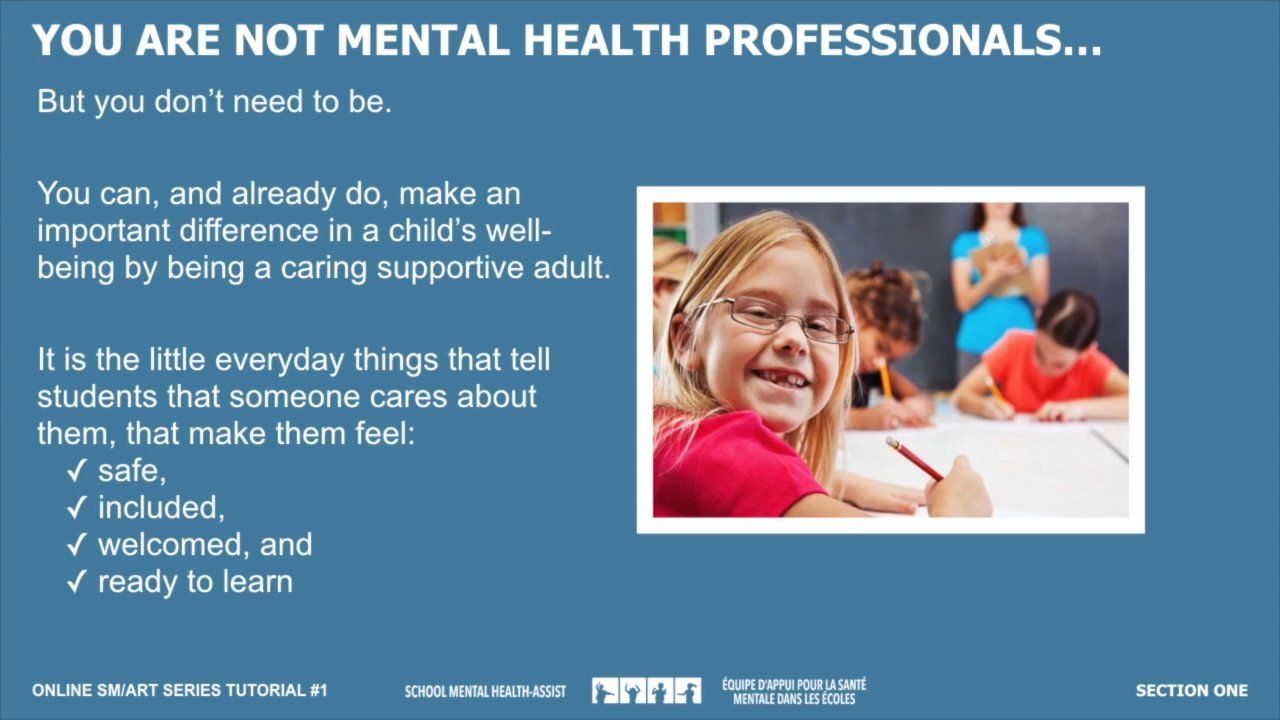 YOU ARE NOT MENTAL HEALTH PROFESSIONALS...
But you don’t need to be.
You can, and already do, make an
important difference in a child’s well-
being by being a caring supportive adult.
It is the little everyday things that tell
students that someone cares about
them, that make them feel:
✓ safe,
✓ included,
✓ welcomed, and
✓ ready to learn
ONLINE SM/ART SERIES TUTORIAL #1
SCHOOL MENTAL HEALTH-ASSIST
ÉQUIPE D'APPUI POUR LA SANTÉ
MENTALE DANS LES ÉCOLES
SECTION ONE